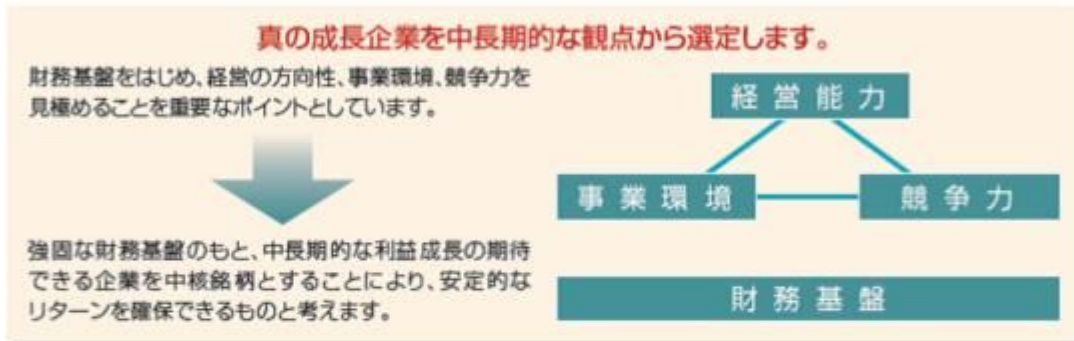 真の成長企業を中長期的な観点から選定します。
財務基盤をはじめ、経営の方向性、事業環境、競争力を
見極めることを重要なポイントとしています。
強固な財務基盤のもと、中長期的な利益成長の期待
できる企業を中核銘柄とすることにより、安定的な
リターンを確保できるものと考えます。
経営能力
事業環境
競争力
財務基盤